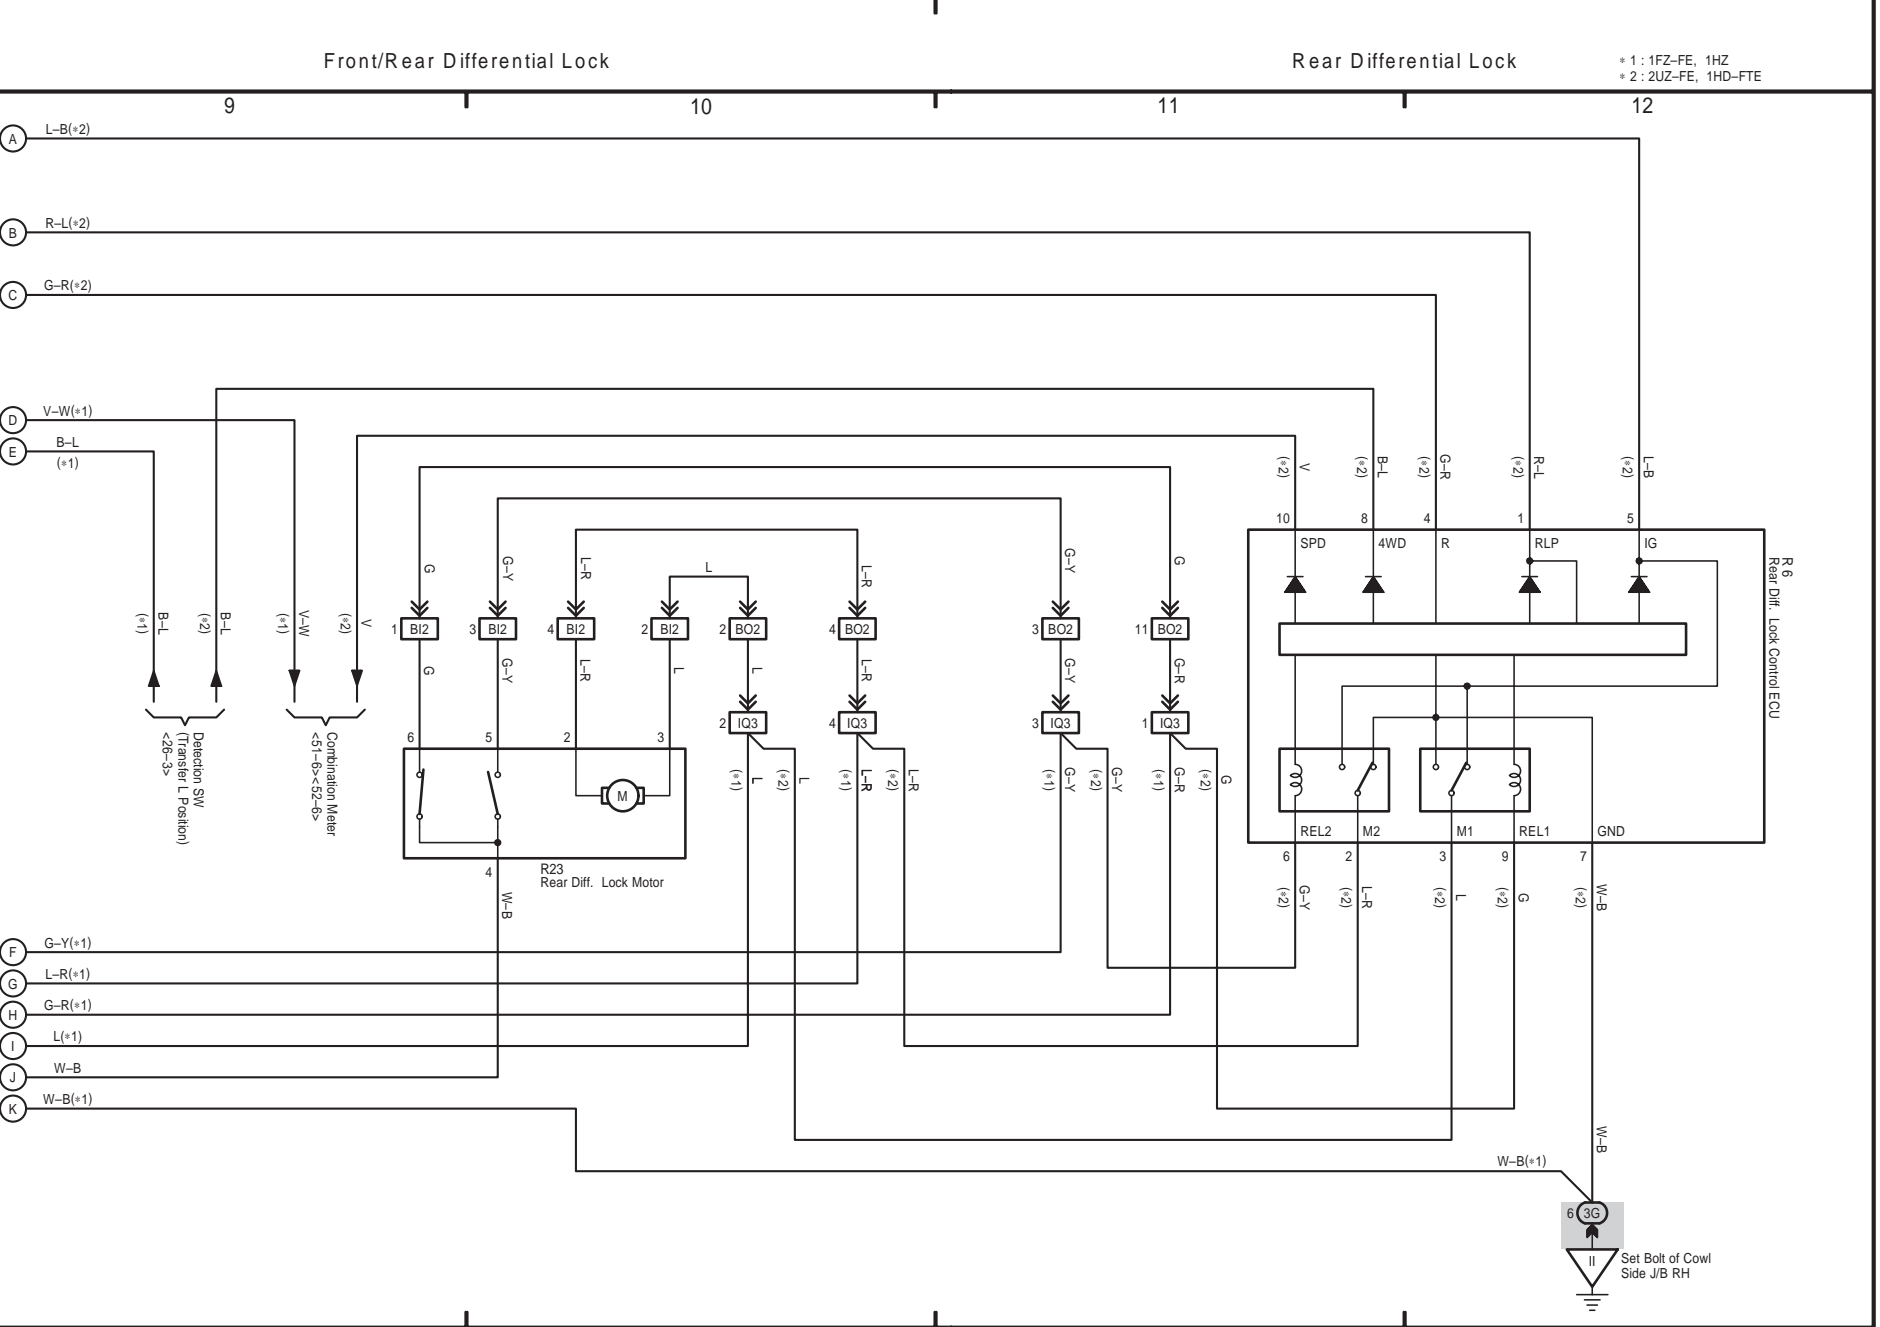 Front/Rear Differential Lock
Rear Differential Lock
* 1 : 1FZ–FE, 1HZ
* 2 : 2UZ–FE, 1HD–FTE
9
10
11
12
A
L–B(*2)
B
R–L(*2)
C
G–R(*2)
D
V–W(*1)
E
B–L
(*1)
V
(*2)
B–L
(*2)
G–R
(*2)
R–L
(*2)
L–B
(*2)
10
8
4
1
5
SPD
4WD
R
RLP
IG
R 6
Rear Diff. Lock Control ECU
G
G–Y
L–R
L
L–R
G–Y
G
B–L
(*1)
B–L
(*2)
V–W
(*1)
V
(*2)
1 BI2
3 BI2
4 BI2
2 BI2
2 BO2
4 BO2
3 BO2
11 BO2
G
G–Y
L–R
L
L
L–R
G–Y
G–R
2 IQ3
4 IQ3
3 IQ3
1 IQ3
Detection SW
(Transfer L Position)
<26–3>
Combination Meter
<51–6><52–6>
6
5
2
3
M
4
R23
Rear Diff. Lock Motor
L
(*1)
L
(*2)
L–R
(*1)
L–R
(*2)
G–Y
(*1)
G–Y
(*2)
G–R
(*1)
G
(*2)
REL2
M2
M1
REL1
GND
6
2
3
9
7
G–Y
(*2)
L–R
(*2)
L
(*2)
G
(*2)
W–B
(*2)
W–B
F
G–Y(*1)
G
L–R(*1)
H
G–R(*1)
I
L(*1)
J
W–B
K
W–B(*1)
W–B
W–B(*1)
6 3G
II
Set Bolt of Cowl
Side J/B RH